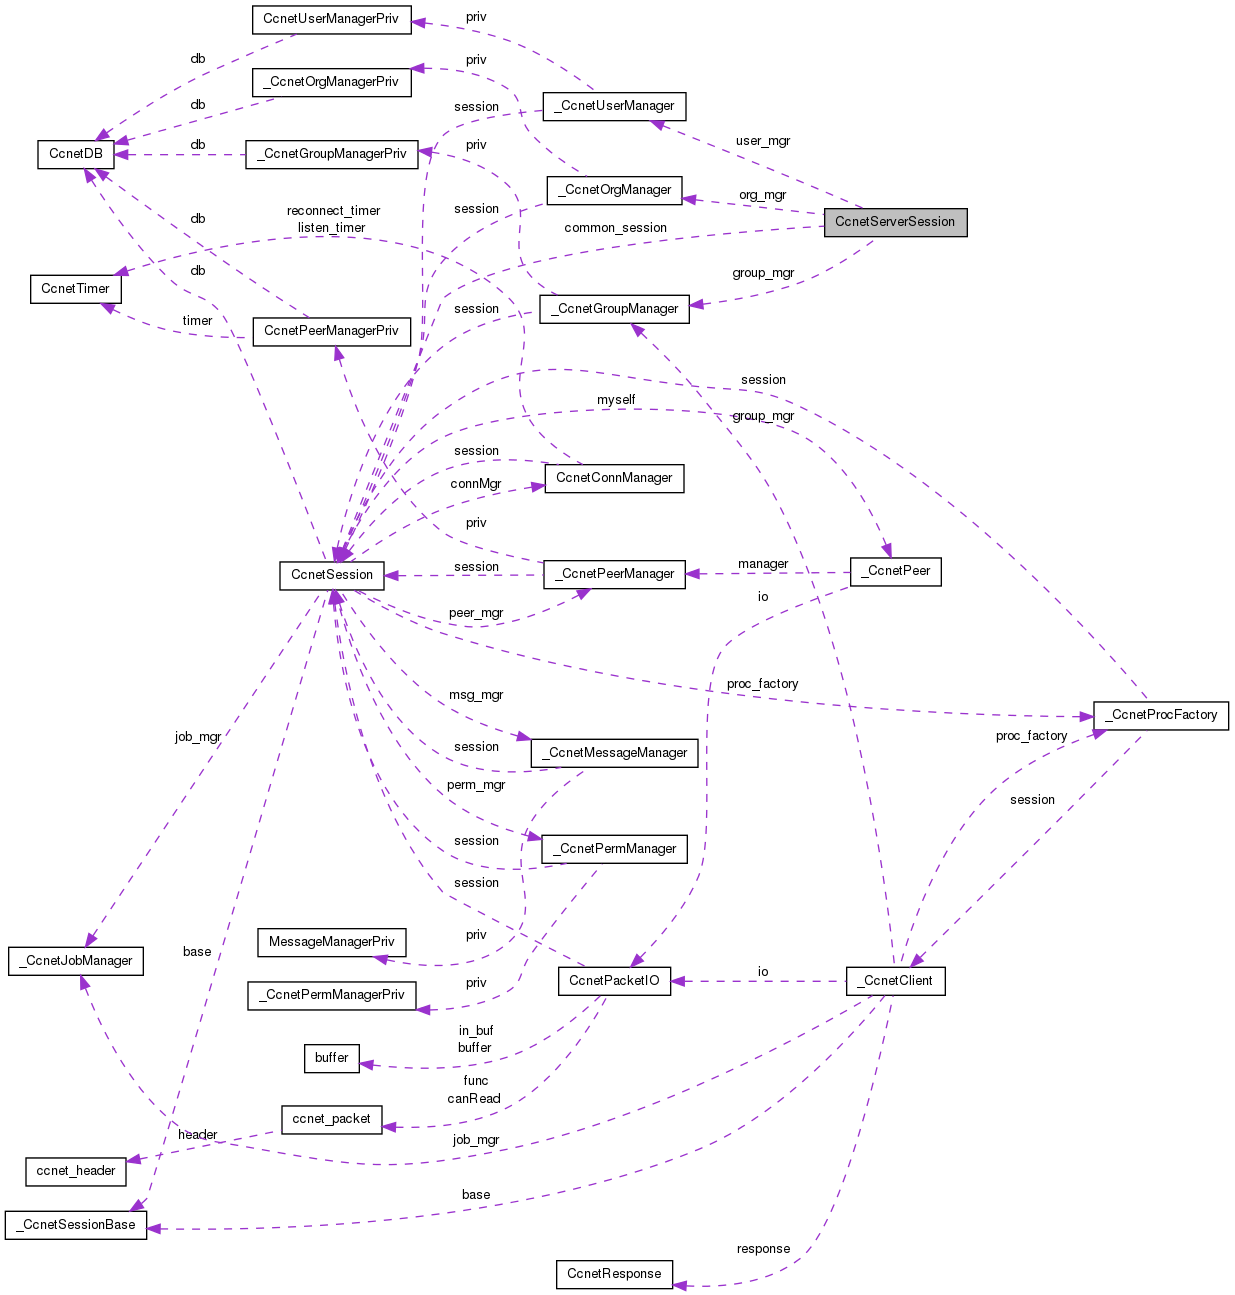 CcnetUserManagerPriv
priv
db
_CcnetOrgManagerPriv
priv
db
session
_CcnetUserManager
user_mgr
CcnetDB
db
_CcnetGroupManagerPriv
priv
_CcnetOrgManager
org_mgr
CcnetServerSession
db
reconnect_timer
listen_timer
session
common_session
db
group_mgr
CcnetTimer
timer
CcnetPeerManagerPriv
session
_CcnetGroupManager
session
myself
group_mgr
session
CcnetConnManager
connMgr
priv
CcnetSession
session
_CcnetPeerManager
manager
_CcnetPeer
peer_mgr
io
proc_factory
msg_mgr
_CcnetProcFactory
job_mgr
session
_CcnetMessageManager
proc_factory
perm_mgr
session
session
_CcnetPermManager
session
priv
MessageManagerPriv
base
_CcnetJobManager
priv
_CcnetPermManagerPriv
CcnetPacketIO
io
_CcnetClient
in_buf
buffer
buffer
func
canRead
ccnet_packet
header
job_mgr
ccnet_header
base
_CcnetSessionBase
response
CcnetResponse